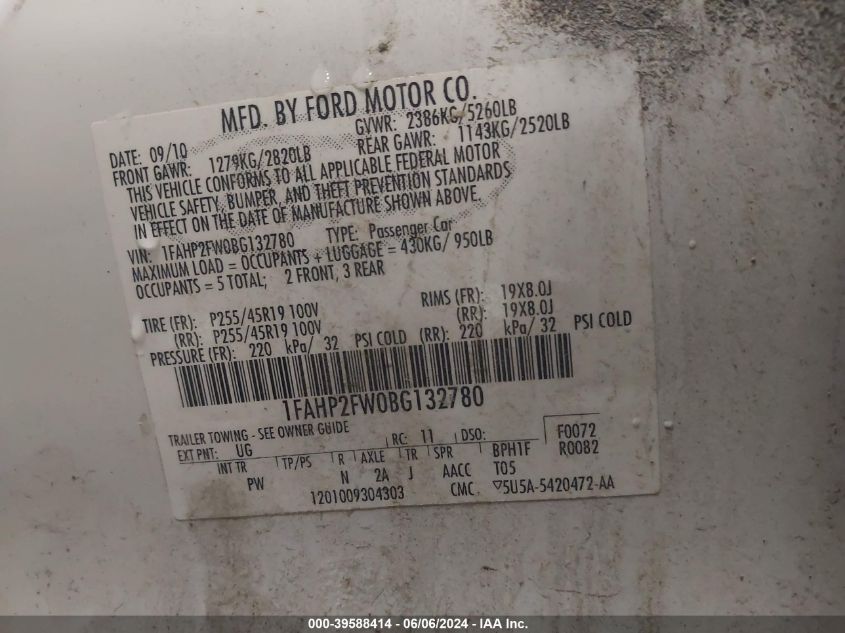 MFD. BY FORD MOTOR CO.
DATE: 09/10 GVWR: 2386KG/5260LB
FRONT GAWR: 1279KG/2820LB REAR GAWR: 1143KG/2520LB
THIS VEHICLE CONFORMS TO ALL APPLICABLE FEDERAL MOTOR
VEHICLE SAFETY, BUMPER, AND THEFT PREVENTION STANDARDS
IN EFFECT ON THE DATE OF MANUFACTURE SHOWN ABOVE.
VIN: 1FAHP2FW0BG132780 TYPE: Passenger Car
MAXIMUM LOAD = OCCUPANTS + LUGGAGE = 430KG/ 950LB
OCCUPANTS = 5 TOTAL; 2 FRONT, 3 REAR
TIRE (FR): P255/45R19 100V RIMS (FR): 19X8.0J
(RR): P255/45R19 100V (RR): 19X8.0J
PRESSURE (FR): 220 kPa/ 32 PSI COLD (RR): 220 kPa/ 32 PSI COLD
1FAHP2FW0BG132780
TRAILER TOWING - SEE OWNER GUIDE
EXT PNT: UG RC: 11 DSO: F0072
INT TR TP/PS R AXLE TR SPR BPH1F R0082
PW N 2A J AACC T05
1201009304303 CMC ▽5U5A-5420472-AA
000-39588414 - 06/06/2024 - IAA Inc.